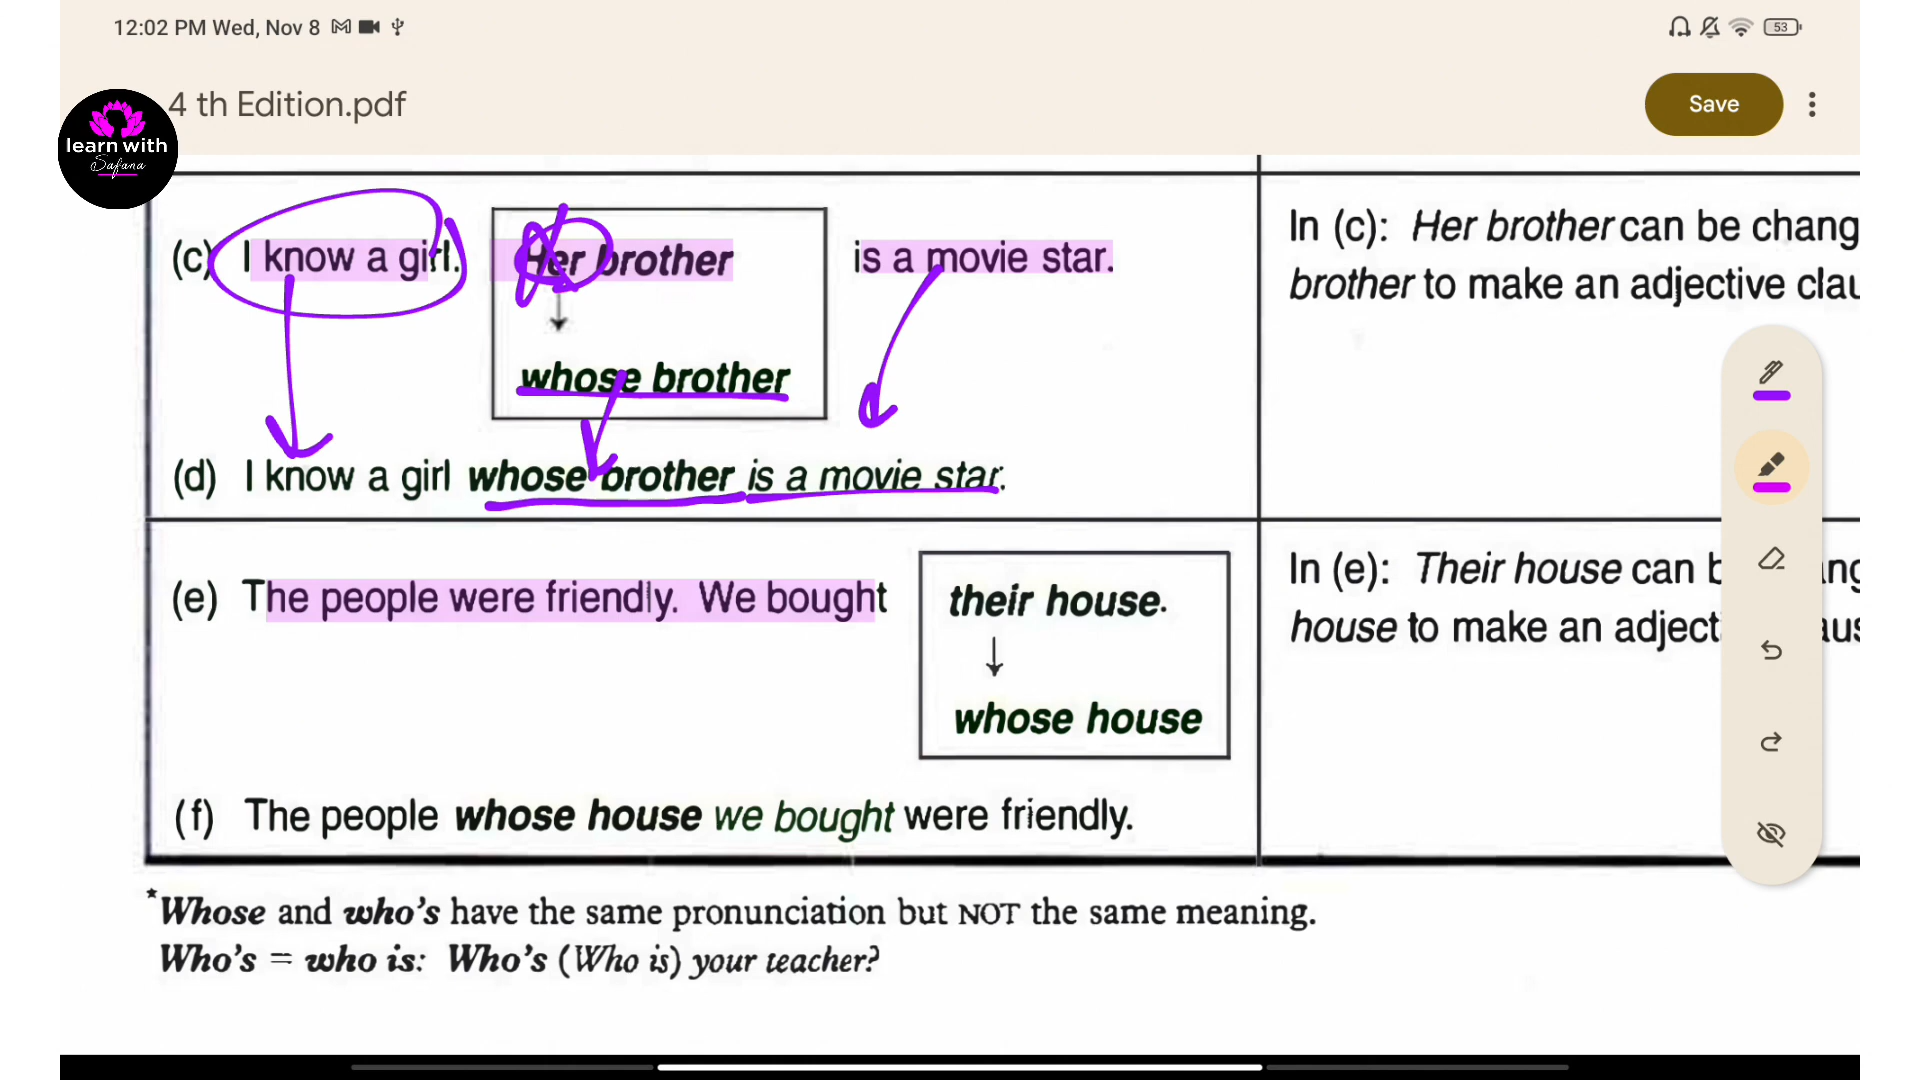 12:02 PM Wed, Nov 8
53
4 th Edition.pdf
Save
learn with
Safana
(c) I know a girl. Her brother is a movie star.
whose brother
(d) I know a girl whose brother is a movie star.
In (c): Her brother can be chang
brother to make an adjective clau
(e) The people were friendly. We bought their house.
whose house
(f) The people whose house we bought were friendly.
In (e): Their house can b ang
house to make an adject aus
*Whose and who's have the same pronunciation but NOT the same meaning.
Who's = who is: Who's (Who is) your teacher?